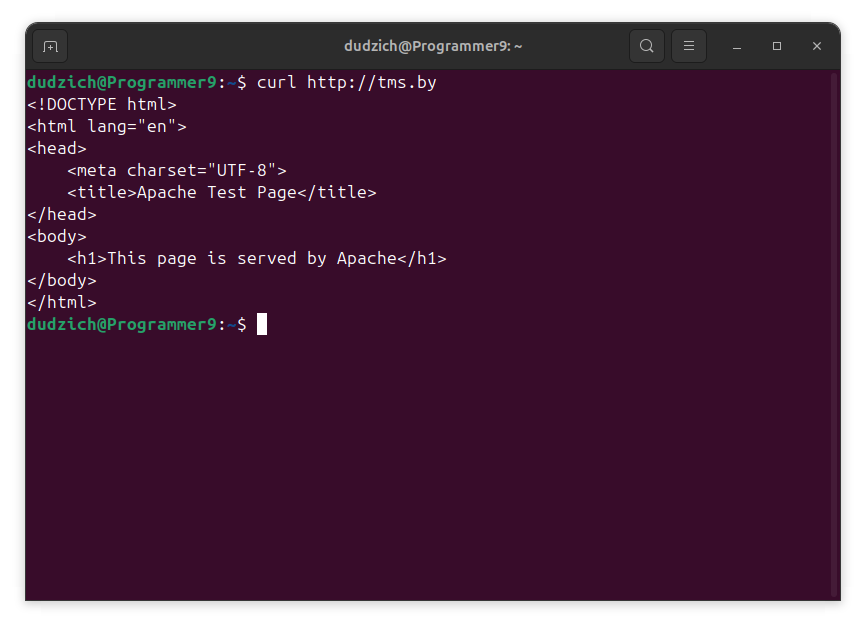 dudzich@Programmer9: ~
dudzich@Programmer9:~$ curl http://tms.by
<!DOCTYPE html>
<html lang="en">
<head>
    <meta charset="UTF-8">
    <title>Apache Test Page</title>
</head>
<body>
    <h1>This page is served by Apache</h1>
</body>
</html>
dudzich@Programmer9:~$